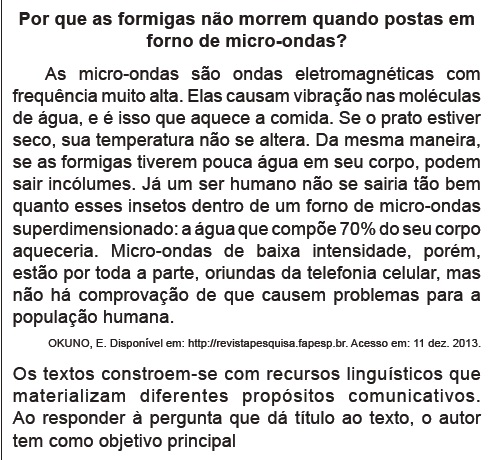 Por que as formigas não morrem quando postas em
forno de micro-ondas?
As micro-ondas são ondas eletromagnéticas com
frequência muito alta. Elas causam vibração nas moléculas
de água, e é isso que aquece a comida. Se o prato estiver
seco, sua temperatura não se altera. Da mesma maneira,
se as formigas tiverem pouca água em seu corpo, podem
sair incólumes. Já um ser humano não se sairia tão bem
quanto esses insetos dentro de um forno de micro-ondas
superdimensionado: a água que compõe 70% do seu corpo
aqueceria. Micro-ondas de baixa intensidade, porém,
estão por toda a parte, oriundas da telefonia celular, mas
não há comprovação de que causem problemas para a
população humana.
OKUNO, E. Disponível em: http://revistapesquisa.fapesp.br. Acesso em: 11 dez. 2013.
Os textos constroem-se com recursos linguísticos que
materializam diferentes propósitos comunicativos.
Ao responder à pergunta que dá título ao texto, o autor
tem como objetivo principal